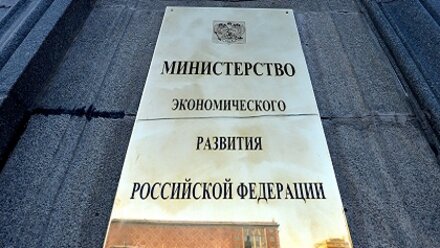 МИНИСТЕРСТВО
ЭКОНОМИЧЕСКОГО
РАЗВИТИЯ
РОССИЙСКОЙ ФЕДЕРАЦИИ